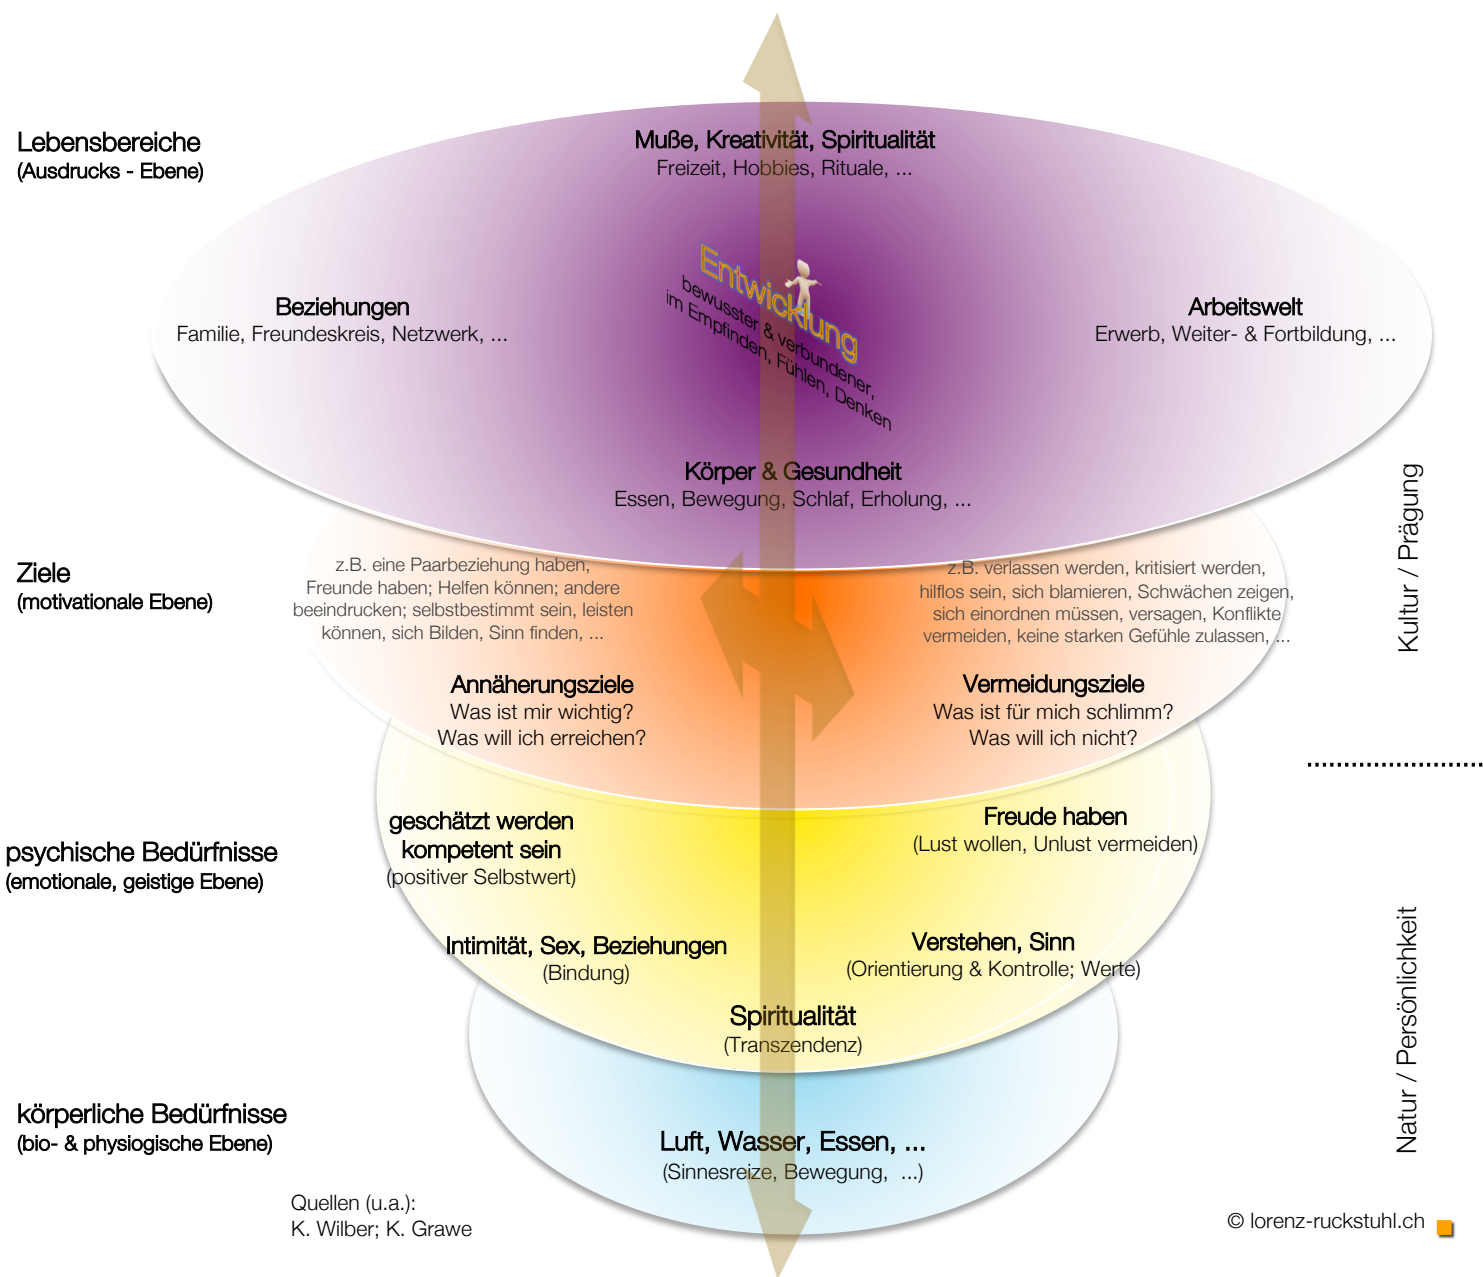 Lebensbereiche
(Ausdrucks - Ebene)
Muße, Kreativität, Spiritualität
Freizeit, Hobbies, Rituale, ...
Entwicklung
bewusster & verbundener,
im Empfinden, Fühlen, Denken
Beziehungen
Familie, Freundeskreis, Netzwerk, ...
Arbeitswelt
Erwerb, Weiter- & Fortbildung, ...
Körper & Gesundheit
Essen, Bewegung, Schlaf, Erholung, ...
Kultur / Prägung
Ziele
(motivationale Ebene)
z.B. eine Paarbeziehung haben,
Freunde haben; Helfen können; andere
beeindrucken; selbstbestimmt sein, leisten
können, sich Bilden, Sinn finden, ...
z.B. verlassen werden, kritisiert werden,
hilflos sein, sich blamieren, Schwächen zeigen,
sich einordnen müssen, versagen, Konflikte
vermeiden, keine starken Gefühle zulassen, ...
Annäherungsziele
Was ist mir wichtig?
Was will ich erreichen?
Vermeidungsziele
Was ist für mich schlimm?
Was will ich nicht?
psychische Bedürfnisse
(emotionale, geistige Ebene)
geschätzt werden
kompetent sein
(positiver Selbstwert)
Freude haben
(Lust wollen, Unlust vermeiden)
Intimität, Sex, Beziehungen
(Bindung)
Verstehen, Sinn
(Orientierung & Kontrolle; Werte)
Spiritualität
(Transzendenz)
Natur / Persönlichkeit
körperliche Bedürfnisse
(bio- & physiogische Ebene)
Luft, Wasser, Essen, ...
(Sinnesreize, Bewegung, ...)
Quellen (u.a.):
K. Wilber; K. Grawe
© lorenz-ruckstuhl.ch